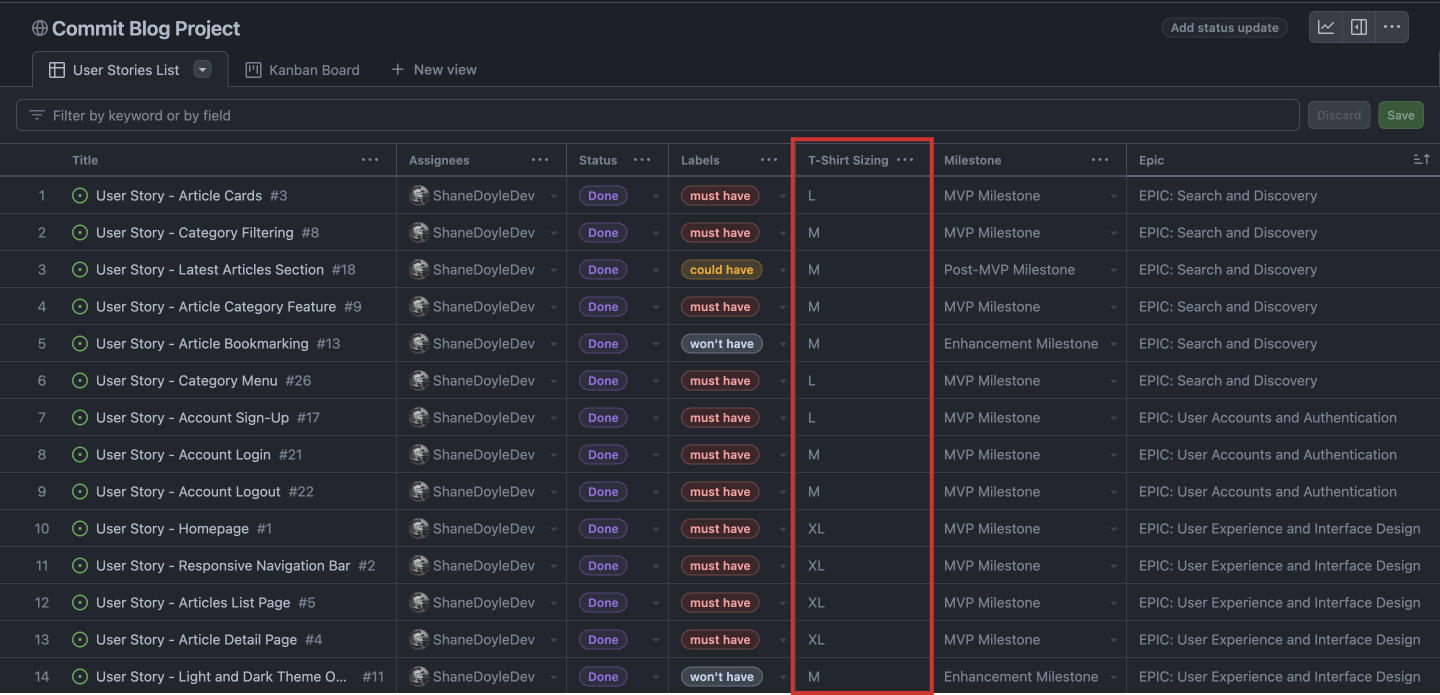 Commit Blog Project
Add status update
User Stories List
Kanban Board
New view
Filter by keyword or by field
Discard
Save
Title Assignees Status Labels T-Shirt Sizing Milestone Epic
1 User Story - Article Cards #3 ShaneDoyleDev Done must have L MVP Milestone EPIC: Search and Discovery
2 User Story - Category Filtering #8 ShaneDoyleDev Done must have M MVP Milestone EPIC: Search and Discovery
3 User Story - Latest Articles Section #18 ShaneDoyleDev Done could have M Post-MVP Milestone EPIC: Search and Discovery
4 User Story - Article Category Feature #9 ShaneDoyleDev Done must have M MVP Milestone EPIC: Search and Discovery
5 User Story - Article Bookmarking #13 ShaneDoyleDev Done won't have M Enhancement Milestone EPIC: Search and Discovery
6 User Story - Category Menu #26 ShaneDoyleDev Done must have L MVP Milestone EPIC: Search and Discovery
7 User Story - Account Sign-Up #17 ShaneDoyleDev Done must have L MVP Milestone EPIC: User Accounts and Authentication
8 User Story - Account Login #21 ShaneDoyleDev Done must have M MVP Milestone EPIC: User Accounts and Authentication
9 User Story - Account Logout #22 ShaneDoyleDev Done must have M MVP Milestone EPIC: User Accounts and Authentication
10 User Story - Homepage #1 ShaneDoyleDev Done must have XL MVP Milestone EPIC: User Experience and Interface Design
11 User Story - Responsive Navigation Bar #2 ShaneDoyleDev Done must have XL MVP Milestone EPIC: User Experience and Interface Design
12 User Story - Articles List Page #5 ShaneDoyleDev Done must have XL MVP Milestone EPIC: User Experience and Interface Design
13 User Story - Article Detail Page #4 ShaneDoyleDev Done must have XL MVP Milestone EPIC: User Experience and Interface Design
14 User Story - Light and Dark Theme O... #11 ShaneDoyleDev Done won't have M Enhancement Milestone EPIC: User Experience and Interface Design